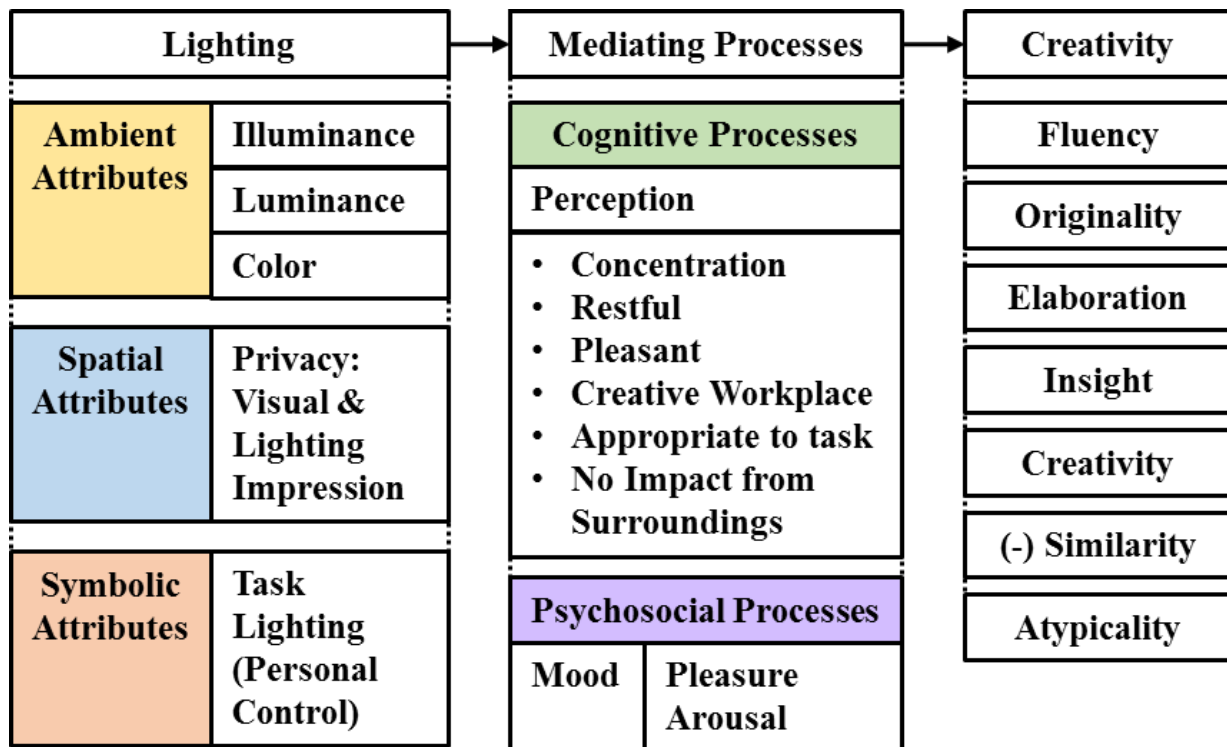 Lighting
Mediating Processes
Creativity
Ambient
Attributes
Illuminance
Luminance
Color
Spatial
Attributes
Privacy:
Visual &
Lighting
Impression
Symbolic
Attributes
Task
Lighting
(Personal
Control)
Cognitive Processes
Perception
• Concentration
• Restful
• Pleasant
• Creative Workplace
• Appropriate to task
• No Impact from
Surroundings
Psychosocial Processes
Mood
Pleasure
Arousal
Fluency
Originality
Elaboration
Insight
Creativity
(-) Similarity
Atypicality